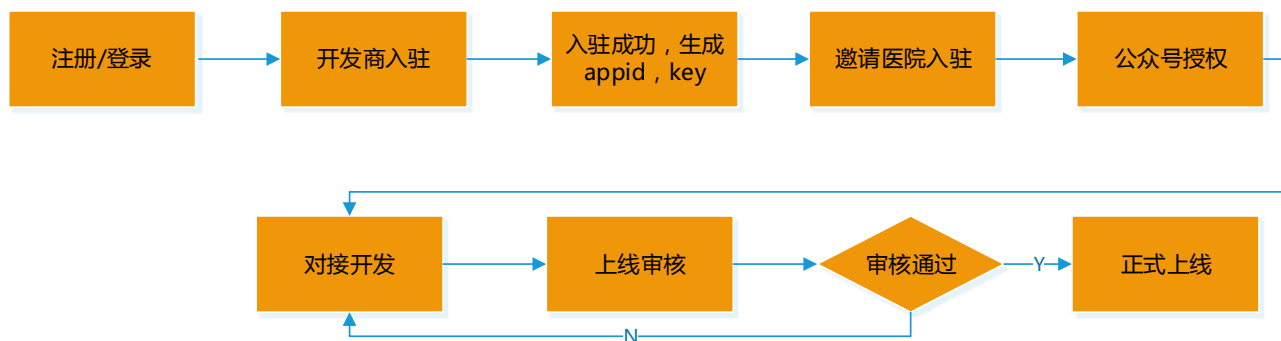 注册/登录
开发商入驻
入驻成功，生成
appid，key
邀请医院入驻
公众号授权
对接开发
上线审核
审核通过
Y
正式上线
N